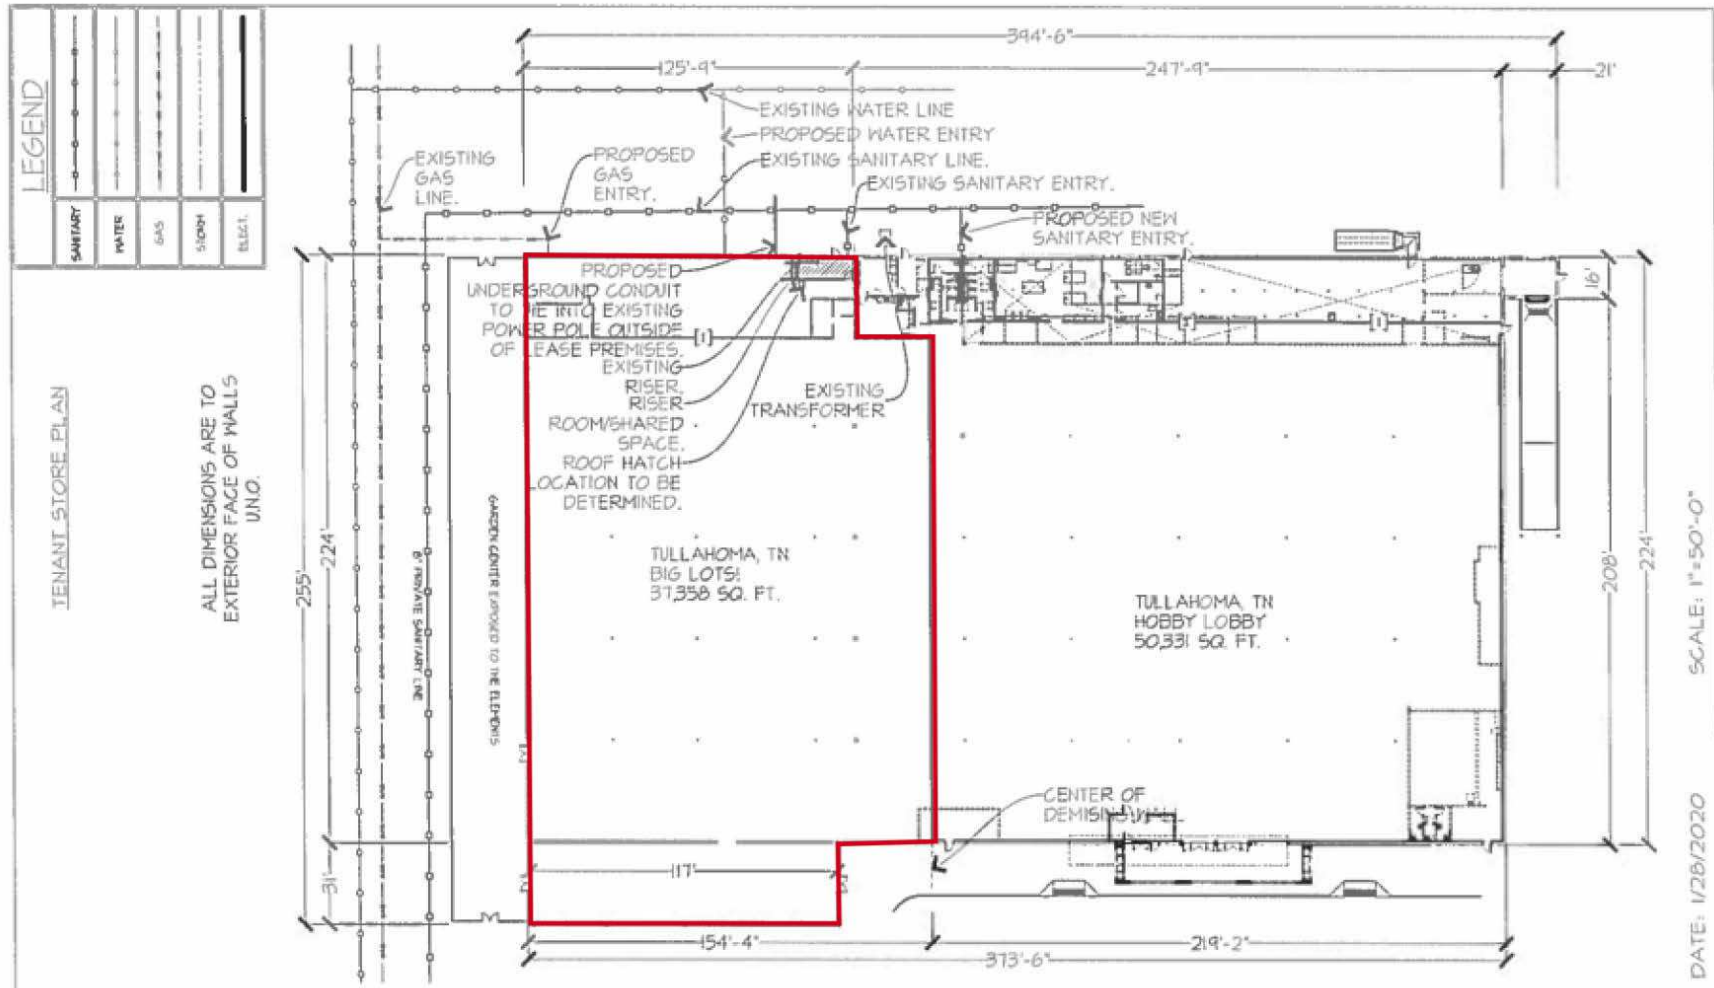 LEGEND
SANITARY
WATER
GAS
STORM
ELECT.
TENANT STORE PLAN
ALL DIMENSIONS ARE TO
EXTERIOR FACE OF WALLS
U.N.O.
394'-6"
125'-9"
247'-9"
21'
EXISTING WATER LINE
PROPOSED WATER ENTRY
EXISTING SANITARY LINE.
EXISTING SANITARY ENTRY.
EXISTING
GAS
LINE.
PROPOSED
GAS
ENTRY.
PROPOSED NEW
SANITARY ENTRY.
PROPOSED
UNDERGROUND CONDUIT
TO TIE INTO EXISTING
POWER POLE OUTSIDE
OF LEASE PREMISES.
EXISTING
RISER.
RISER
ROOM/SHARED
SPACE.
ROOF HATCH
LOCATION TO BE
DETERMINED.
EXISTING
TRANSFORMER
16'
255'
224'
31'
6" PRIVATE SANITARY LINE
GARDEN CENTER EXPOSED TO THE ELEMENTS
TULLAHOMA, TN
BIG LOTS!
37,358 SQ. FT.
TULLAHOMA, TN
HOBBY LOBBY
50,331 SQ. FT.
208'
224'
CENTER OF
DEMISING
117'
154'-4"
219'-2"
373'-6"
SCALE: 1"=50'-0"
DATE: 1/28/2020